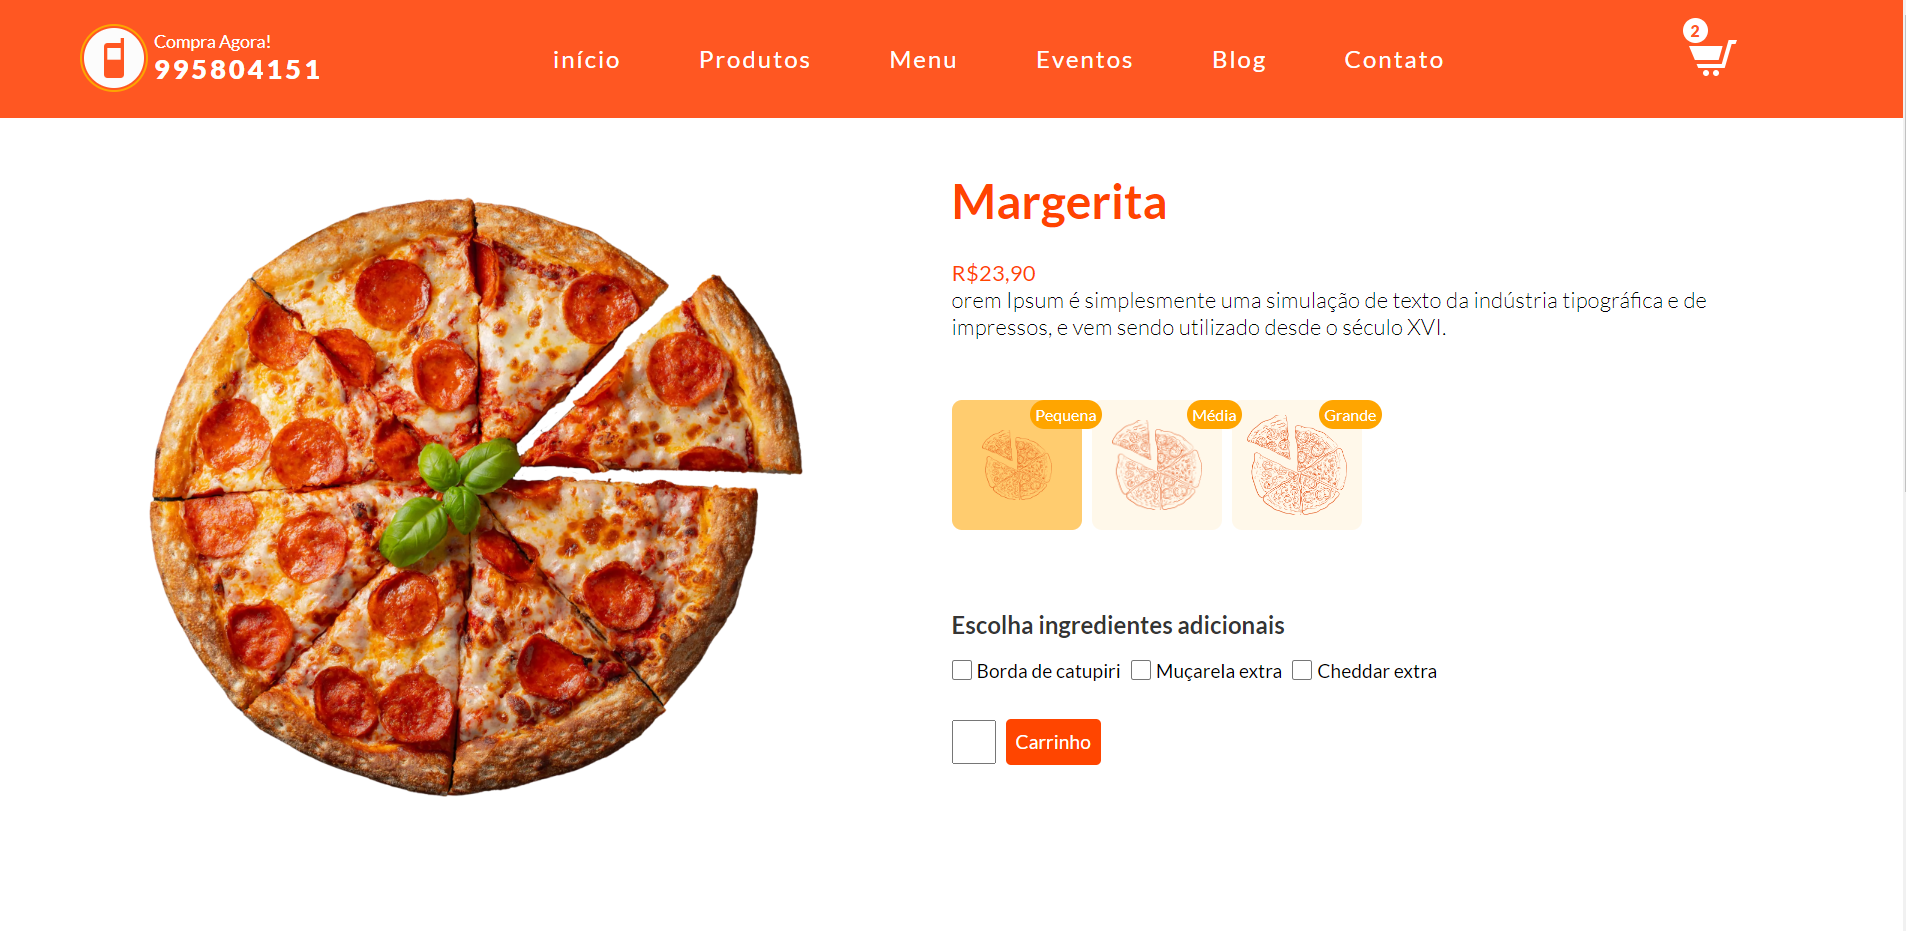 Compra Agora!
995804151
início Produtos Menu Eventos Blog Contato
2
Margerita
R$23,90
orem Ipsum é simplesmente uma simulação de texto da indústria tipográfica e de
impressos, e vem sendo utilizado desde o século XVI.
Pequena Média Grande
Escolha ingredientes adicionais
Borda de catupiri Muçarela extra Cheddar extra
Carrinho